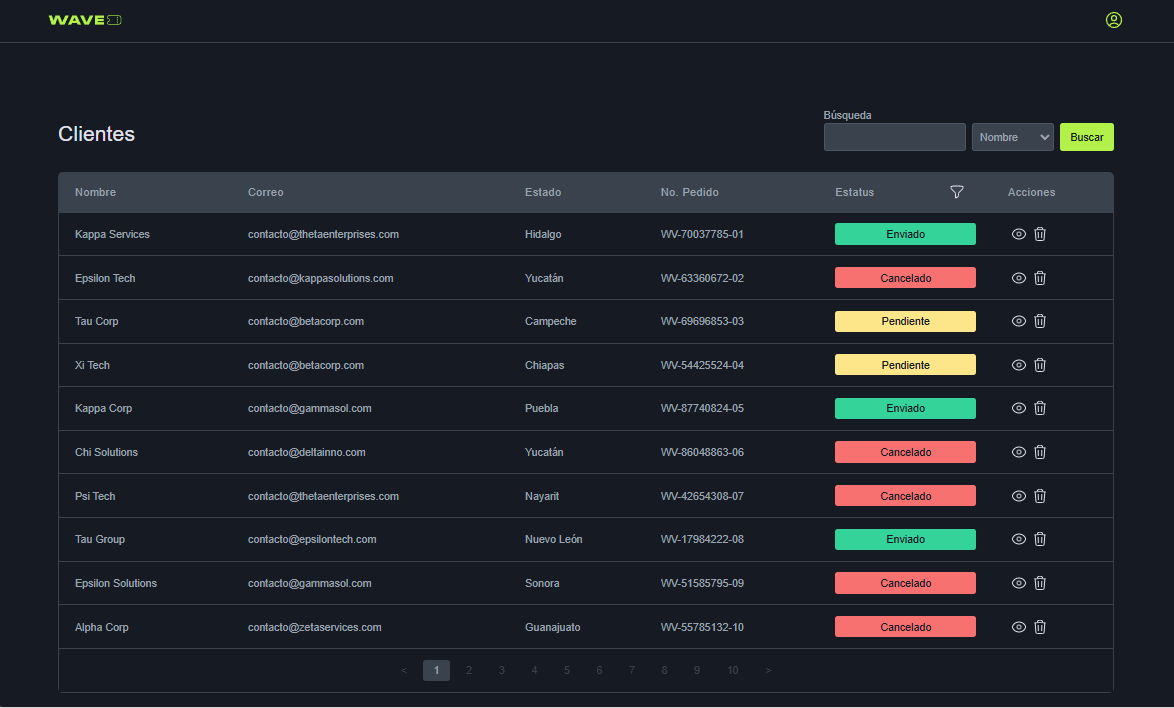 WAVE
Búsqueda
Clientes
Nombre
Buscar
Nombre Correo Estado No. Pedido Estatus Acciones
Kappa Services contacto@thetaenterprises.com Hidalgo WV-70037785-01 Enviado
Epsilon Tech contacto@kappasolutions.com Yucatán WV-63360672-02 Cancelado
Tau Corp contacto@betacorp.com Campeche WV-69696853-03 Pendiente
Xi Tech contacto@betacorp.com Chiapas WV-54425524-04 Pendiente
Kappa Corp contacto@gammasol.com Puebla WV-87740824-05 Enviado
Chi Solutions contacto@deltainno.com Yucatán WV-86048863-06 Cancelado
Psi Tech contacto@thetaenterprises.com Nayarit WV-42654308-07 Cancelado
Tau Group contacto@epsilontech.com Nuevo León WV-17984222-08 Enviado
Epsilon Solutions contacto@gammasol.com Sonora WV-51585795-09 Cancelado
Alpha Corp contacto@zetaservices.com Guanajuato WV-55785132-10 Cancelado
< 1 2 3 4 5 6 7 8 9 10 >